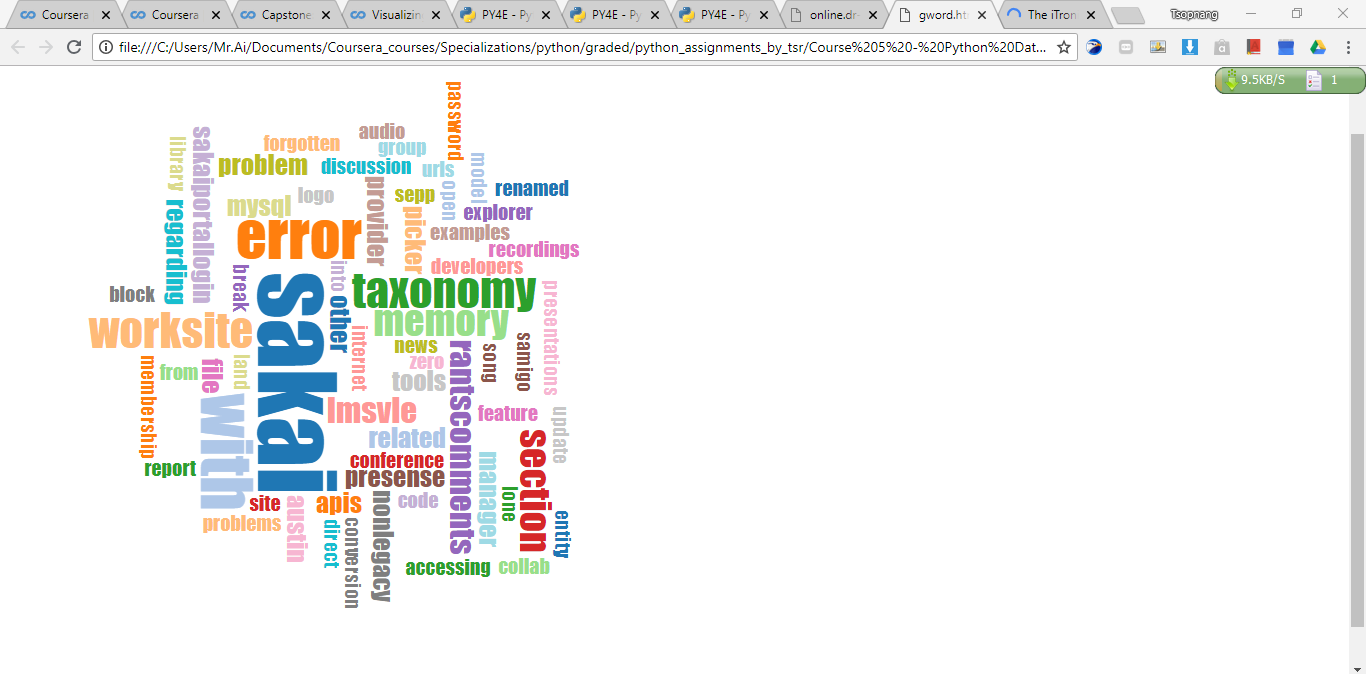 Coursera
Coursera
Capstone
Visualizin
PY4E - Py
PY4E - Py
PY4E - Py
online.dr-
gword.ht
The iTron
Tsopnang
file:///C:/Users/Mr.Ai/Documents/Coursera_courses/Specializations/python/graded/python_assignments_by_tsr/Course%205%20-%20Python%20Dat...
9.5KB/S 1
password
audio
forgotten
group
library
sakaiportallogin
problem
discussion
urls
model
open
renamed
provider
sepp
logo
mysql
regarding
picker
explorer
error
examples
recordings
developers
into
break
block
sakai
taxonomy
presentations
other
memory
worksite
internet
news
samigo
song
rantscomments
zero
membership
from
file
land
tools
with
lmsvle
feature
update
related
section
conference
manager
report
presense
lone
site
apis
nonlegacy
code
austin
problems
direct
conversion
entity
accessing
collab